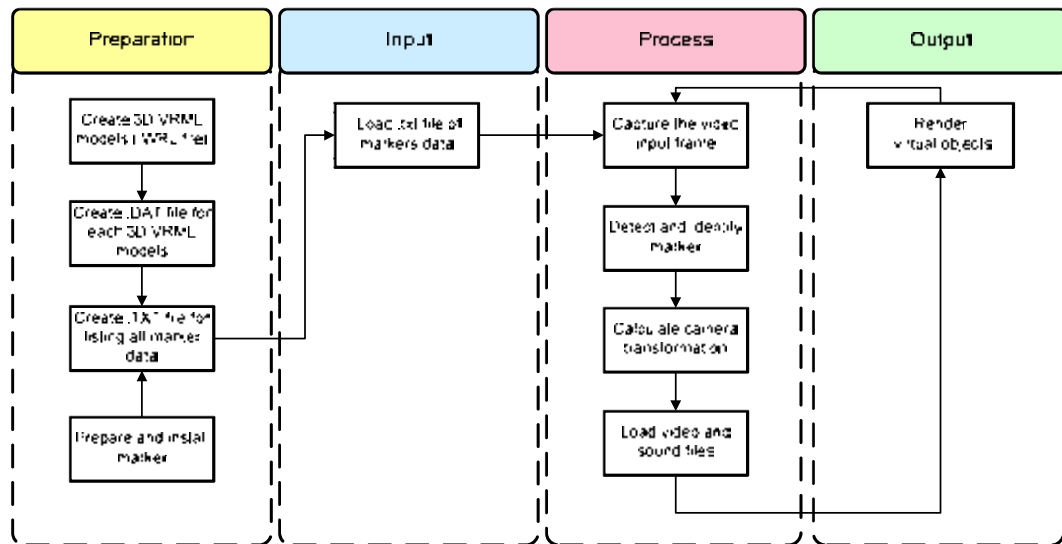 Preparation
Input
Process
Output
Create 3D VRML
models (.WRL file)
Create .DAT file for
each 3D VRML
models
Create .TXT file for
listing all marker
data
Prepare and install
marker
Load .txt file of
markers data
Capture the video
input frame
Detect and identify
marker
Calculate camera
transformation
Load video and
sound files
Render
virtual objects